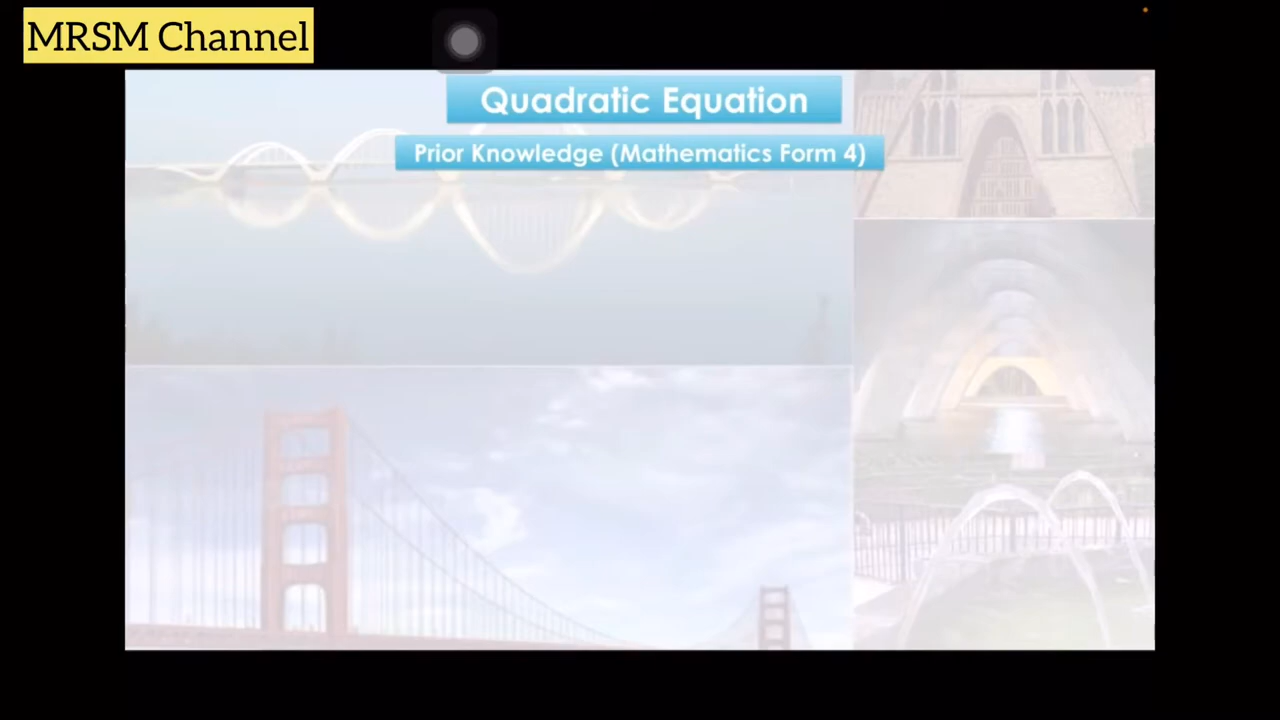 MRSM Channel
Quadratic Equation
Prior Knowledge (Mathematics Form 4)